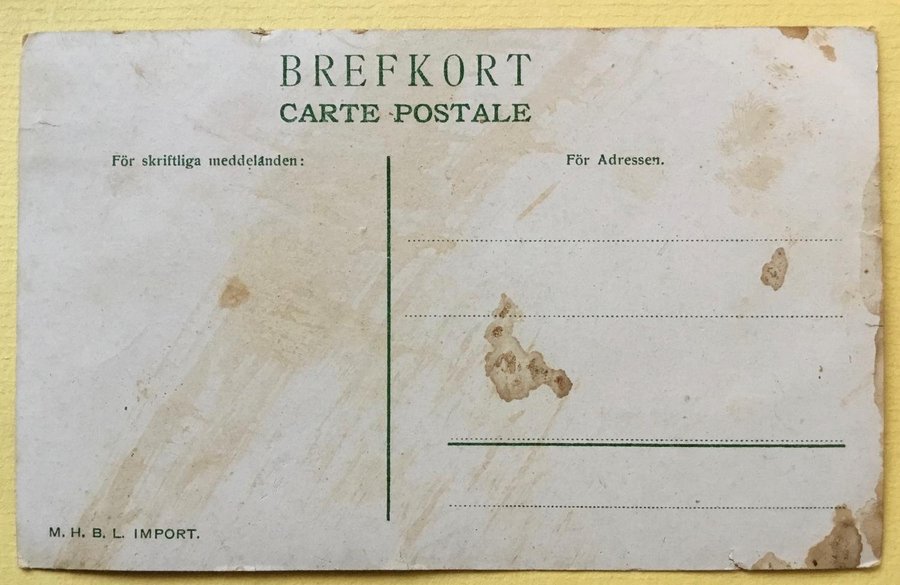 BREFKORT
CARTE POSTALE
För skriftliga meddelanden:
För Adressen.
M. H. B. L. IMPORT.